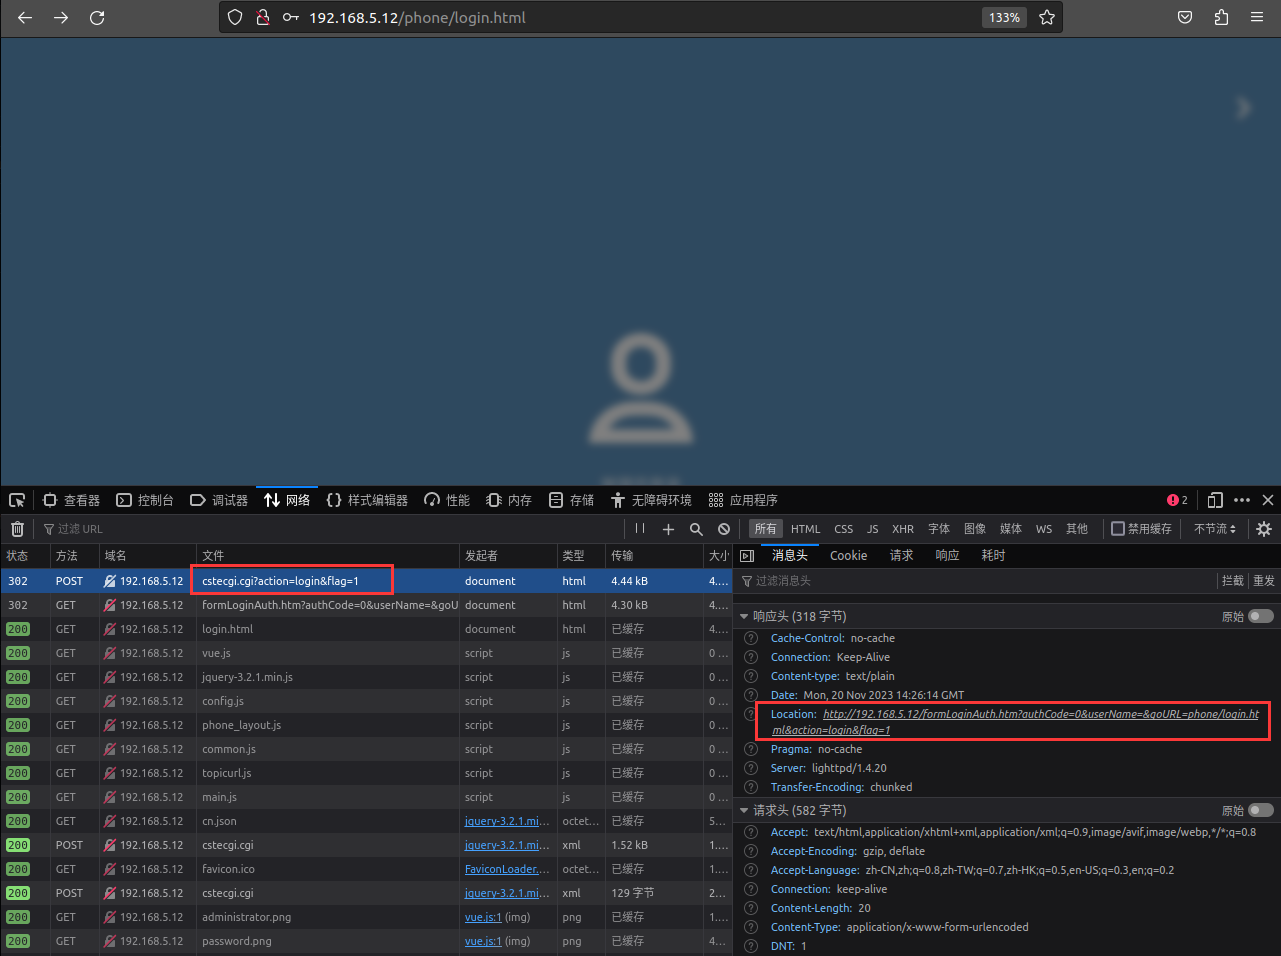 192.168.5.12/phone/login.html
133%
查看器
控制台
调试器
网络
样式编辑器
性能
内存
存储
无障碍环境
应用程序
2
过滤 URL
所有
HTML
CSS
JS
XHR
字体
图像
媒体
WS
其他
禁用缓存
不节流
状态
方法
域名
文件
发起者
类型
传输
大小
302 POST 192.168.5.12 cstecgi.cgi?action=login&flag=1 document html 4.44 kB 4.…
302 GET 192.168.5.12 formLoginAuth.htm?authCode=0&userName=&goU document html 4.30 kB 4.…
200 GET 192.168.5.12 login.html document html 已缓存 4.…
200 GET 192.168.5.12 vue.js script js 已缓存 0 …
200 GET 192.168.5.12 jquery-3.2.1.min.js script js 已缓存 0 …
200 GET 192.168.5.12 config.js script js 已缓存 0 …
200 GET 192.168.5.12 phone_layout.js script js 已缓存 0 …
200 GET 192.168.5.12 common.js script js 已缓存 0 …
200 GET 192.168.5.12 topicurl.js script js 已缓存 0 …
200 GET 192.168.5.12 main.js script js 已缓存 0 …
200 GET 192.168.5.12 cn.json jquery-3.2.1.mi… octet… 已缓存 5…
200 POST 192.168.5.12 cstecgi.cgi jquery-3.2.1.mi… xml 1.52 kB 1.…
200 GET 192.168.5.12 favicon.ico FaviconLoader.… octet… 已缓存 1…
200 POST 192.168.5.12 cstecgi.cgi jquery-3.2.1.mi… xml 129 字节 2…
200 GET 192.168.5.12 administrator.png vue.js:1 (img) png 已缓存 1.…
200 GET 192.168.5.12 password.png vue.js:1 (img) png 已缓存 4…
消息头
Cookie
请求
响应
耗时
过滤消息头
拦截
重发
响应头 (318 字节)
原始
Cache-Control: no-cache
Connection: Keep-Alive
Content-type: text/plain
Date: Mon, 20 Nov 2023 14:26:14 GMT
Location: http://192.168.5.12/formLoginAuth.htm?authCode=0&userName=&goURL=phone/login.ht
ml&action=login&flag=1
Pragma: no-cache
Server: lighttpd/1.4.20
Transfer-Encoding: chunked
请求头 (582 字节)
原始
Accept: text/html,application/xhtml+xml,application/xml;q=0.9,image/avif,image/webp,*/*;q=0.8
Accept-Encoding: gzip, deflate
Accept-Language: zh-CN,zh;q=0.8,zh-TW;q=0.7,zh-HK;q=0.5,en-US;q=0.3,en;q=0.2
Connection: keep-alive
Content-Length: 20
Content-Type: application/x-www-form-urlencoded
DNT: 1